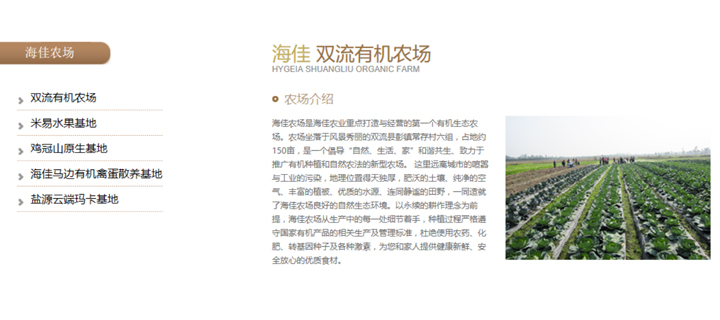 海佳农场
双流有机农场
米易水果基地
鸡冠山原生基地
海佳马边有机禽蛋散养基地
盐源云端玛卡基地
海佳 双流有机农场
HYGEIA SHUANGLIU ORGANIC FARM
农场介绍
海佳农场是海佳农业重点打造与经营的第一个有机生态农
场。农场坐落于风景秀丽的双流县彭镇常存村六组，占地约
150亩，是一个倡导“自然、生活、家”和谐共生、致力于
推广有机种植和自然农法的新型农场。 这里远离城市的喧嚣
与工业的污染，地理位置得天独厚，肥沃的土壤、纯净的空
气、丰富的植被、优质的水源、连同静谧的田野，一同造就
了海佳农场良好的自然生态环境。以永续的耕作理念为前
提，海佳农场从生产中的每一处细节着手，种植过程严格遵
守国家有机产品的相关生产及管理标准，杜绝使用农药、化
肥、转基因种子及各种激素，为您和家人提供健康新鲜、安
全放心的优质食材。